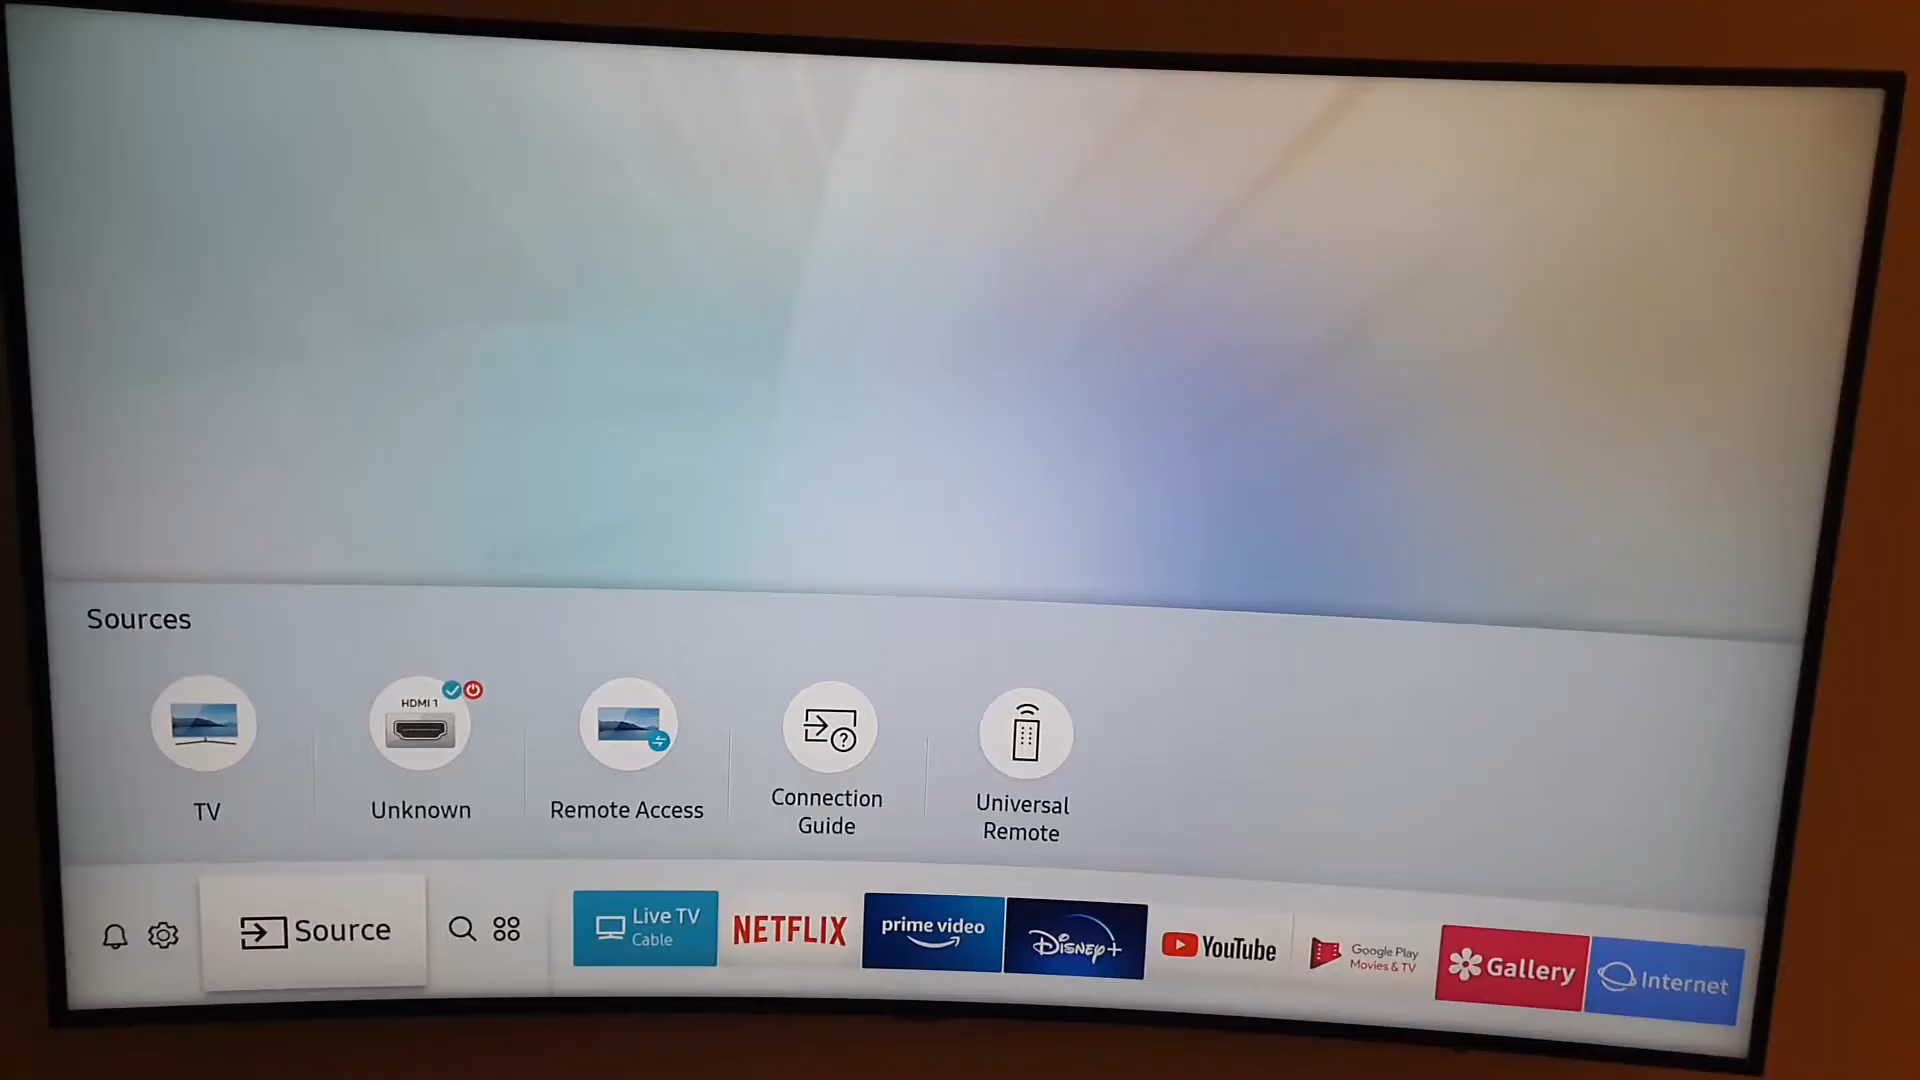 Sources
HDMI 1
TV
Unknown
Remote Access
Connection
Guide
Universal
Remote
Source
Live TV
Cable
NETFLIX
prime video
Disney+
YouTube
Google Play
Movies & TV
Gallery
Internet